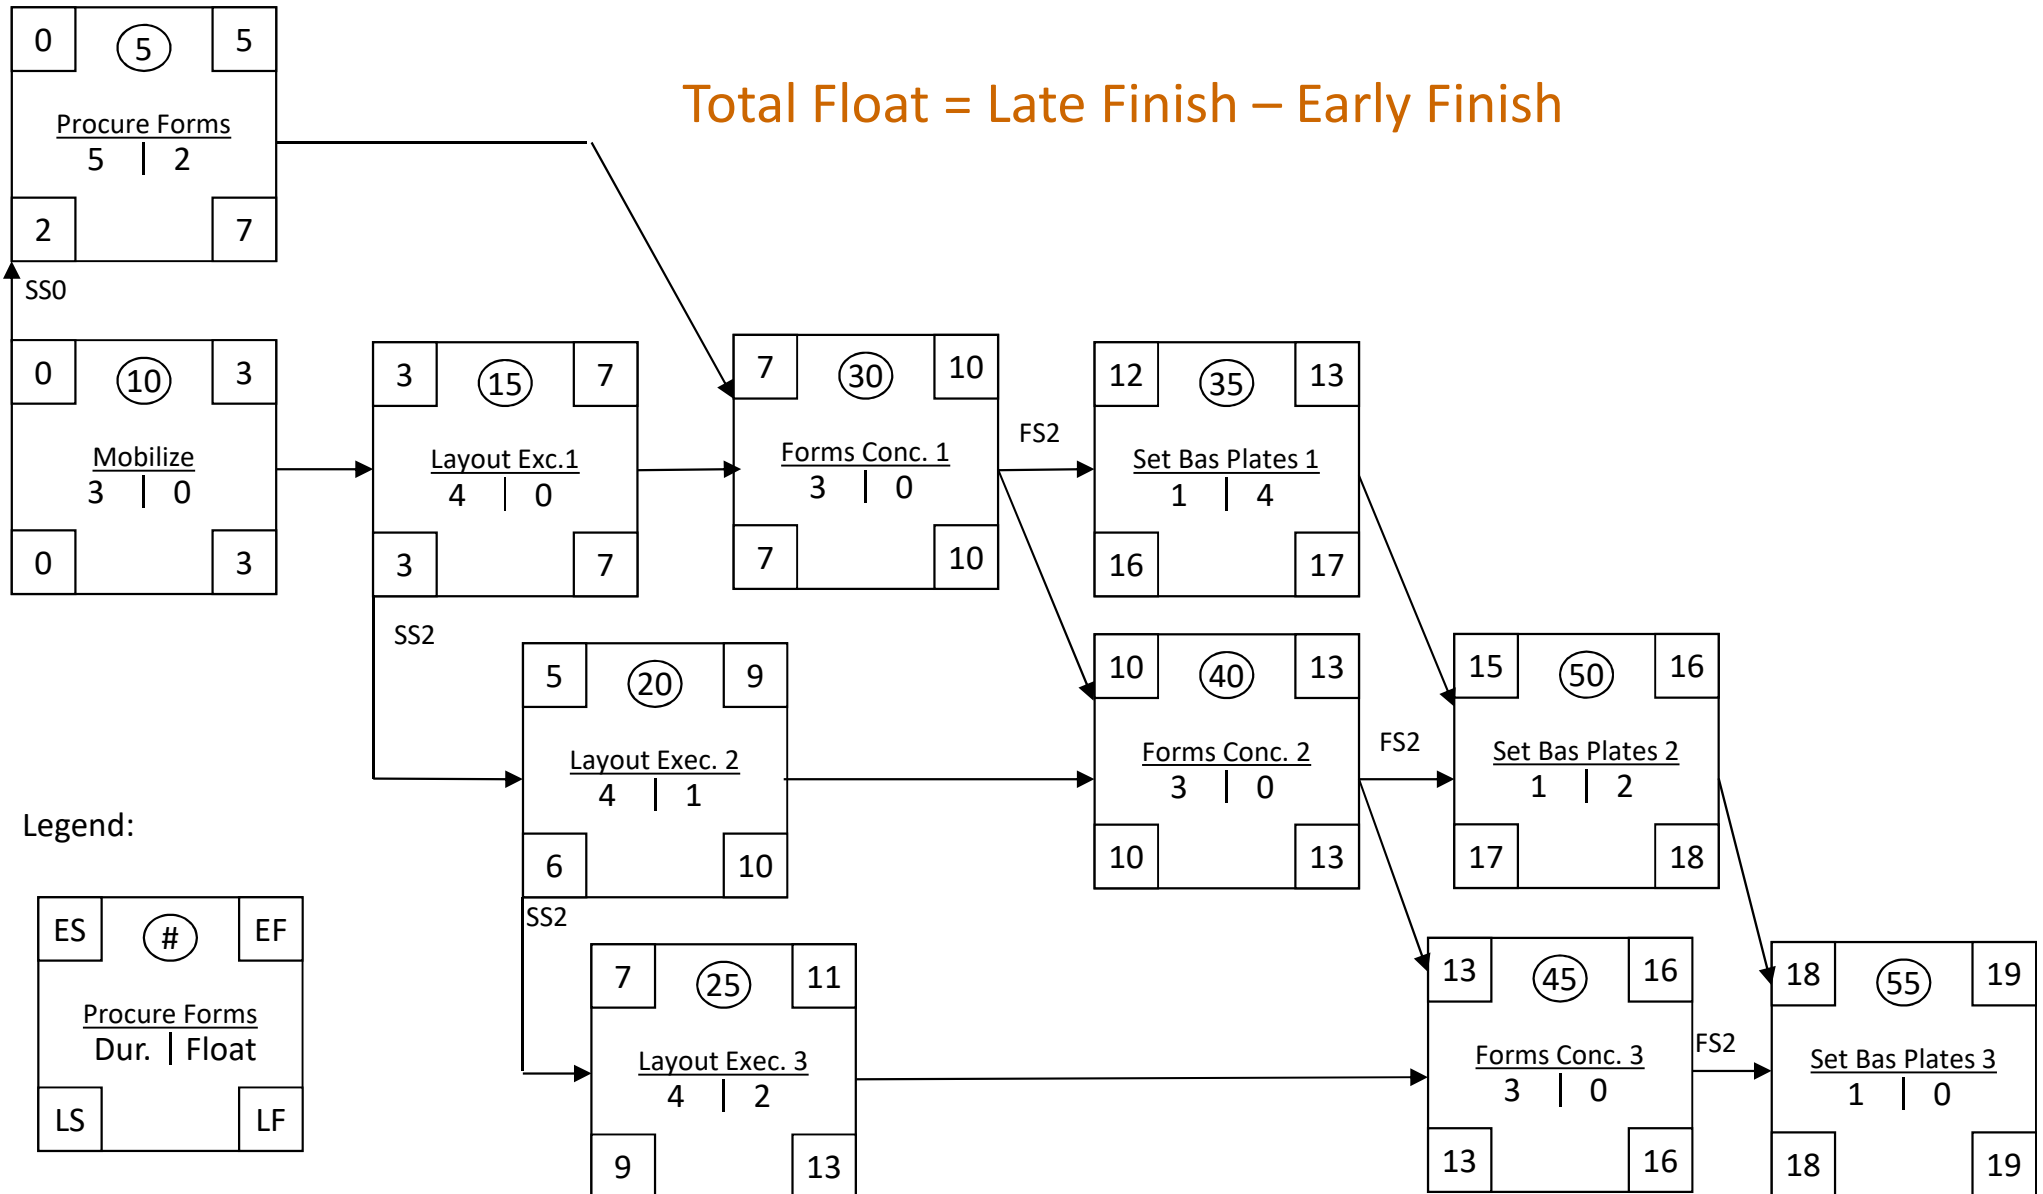 Total Float = Late Finish – Early Finish
0 5 5
Procure Forms
5 | 2
2 7
SS0
0 10 3
Mobilize
3 | 0
0 3
3 15 7
Layout Exc.1
4 | 0
3 7
SS2
7 30 10
Forms Conc. 1
3 | 0
7 10
FS2
12 35 13
Set Bas Plates 1
1 | 4
16 17
5 20 9
Layout Exec. 2
4 | 1
6 10
SS2
10 40 13
Forms Conc. 2
3 | 0
10 13
FS2
15 50 16
Set Bas Plates 2
1 | 2
17 18
7 25 11
Layout Exec. 3
4 | 2
9 13
13 45 16
Forms Conc. 3
3 | 0
13 16
FS2
18 55 19
Set Bas Plates 3
1 | 0
18 19
Legend:
ES # EF
Procure Forms
Dur. | Float
LS LF